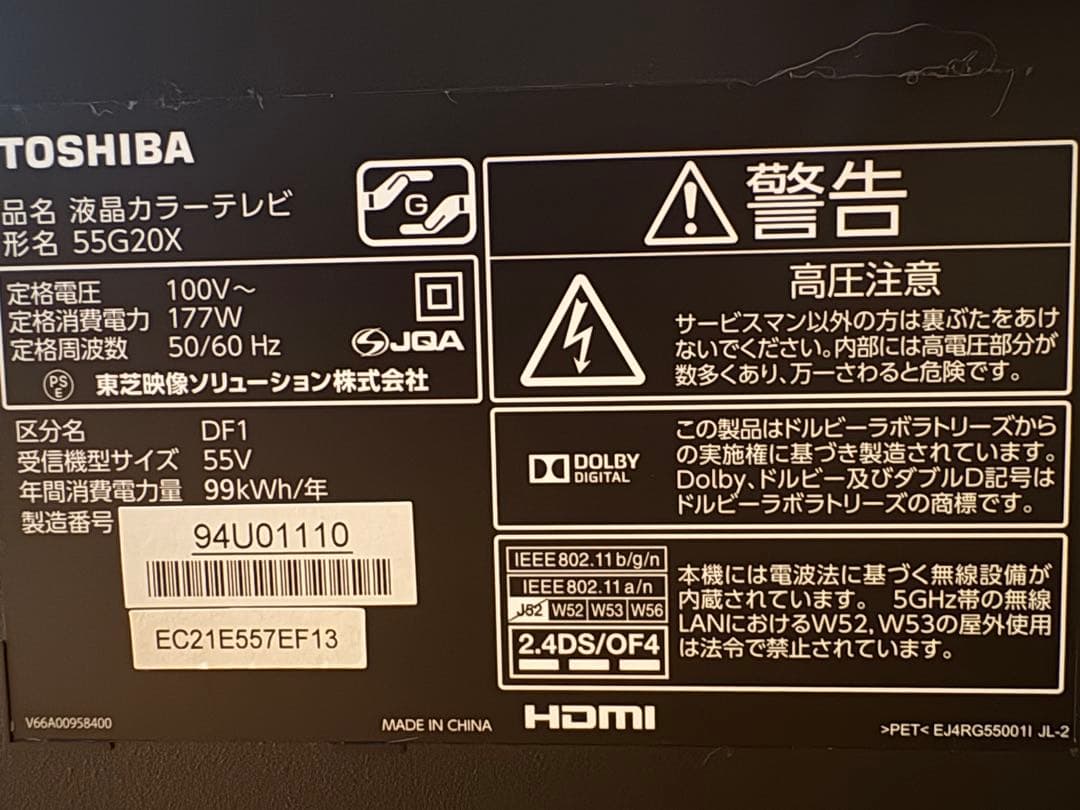 TOSHIBA
品名 液晶カラーテレビ
形名 55G20X
G
定格電圧 100V～
定格消費電力 177W
定格周波数 50/60 Hz
JQA
PSE 東芝映像ソリューション株式会社
区分名 DF1
受信機型サイズ 55V
年間消費電力量 99kWh/年
製造番号 94U01110
EC21E557EF13
V66A00958400
MADE IN CHINA
警告
高圧注意
サービスマン以外の方は裏ぶたをあけ
ないでください。内部には高電圧部分が
数多くあり、万一さわると危険です。
DOLBY
DIGITAL
この製品はドルビーラボラトリーズから
の実施権に基づき製造されています。
Dolby、ドルビー及びダブルD記号は
ドルビーラボラトリーズの商標です。
IEEE802.11b/g/n
IEEE802.11a/n
J52 W52 W53 W56
2.4DS/OF4
本機には電波法に基づく無線設備が
内蔵されています。 5GHz帯の無線
LANにおけるW52, W53の屋外使用
は法令で禁止されています。
HDMI
>PET< EJ4RG55001I JL-2